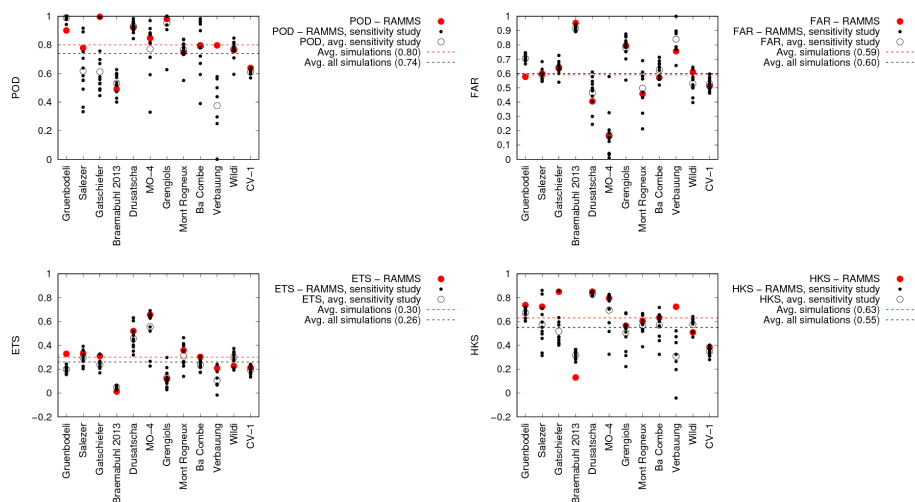 POD − RAMMS
POD − RAMMS, sensitivity study
POD, avg. sensitivity study
Avg. simulations (0.80)
Avg. all simulations (0.74)
1
0.8
0.6
0.4
0.2
0
POD
Gruenbodeli
Salezer
Gatschiefer
Braemabuhl 2013
Drusatscha
MO−4
Grengiols
Mont Rogneux
Ba Combe
Verbauung
Wildi
CV−1
FAR − RAMMS
FAR − RAMMS, sensitivity study
FAR, avg. sensitivity study
Avg. simulations (0.59)
Avg. all simulations (0.60)
1
0.9
0.8
0.7
0.6
0.5
0.4
0.3
0.2
0.1
0
FAR
Gruenbodeli
Salezer
Gatschiefer
Braemabuhl 2013
Drusatscha
MO−4
Grengiols
Mont Rogneux
Ba Combe
Verbauung
Wildi
CV−1
ETS − RAMMS
ETS − RAMMS, sensitivity study
ETS, avg. sensitivity study
Avg. simulations (0.30)
Avg. all simulations (0.26)
1
0.8
0.6
0.4
0.2
0
−0.2
ETS
Gruenbodeli
Salezer
Gatschiefer
Braemabuhl 2013
Drusatscha
MO−4
Grengiols
Mont Rogneux
Ba Combe
Verbauung
Wildi
CV−1
HKS − RAMMS
HKS − RAMMS, sensitivity study
HKS, avg. sensitivity study
Avg. simulations (0.63)
Avg. all simulations (0.55)
1
0.8
0.6
0.4
0.2
0
−0.2
HKS
Gruenbodeli
Salezer
Gatschiefer
Braemabuhl 2013
Drusatscha
MO−4
Grengiols
Mont Rogneux
Ba Combe
Verbauung
Wildi
CV−1